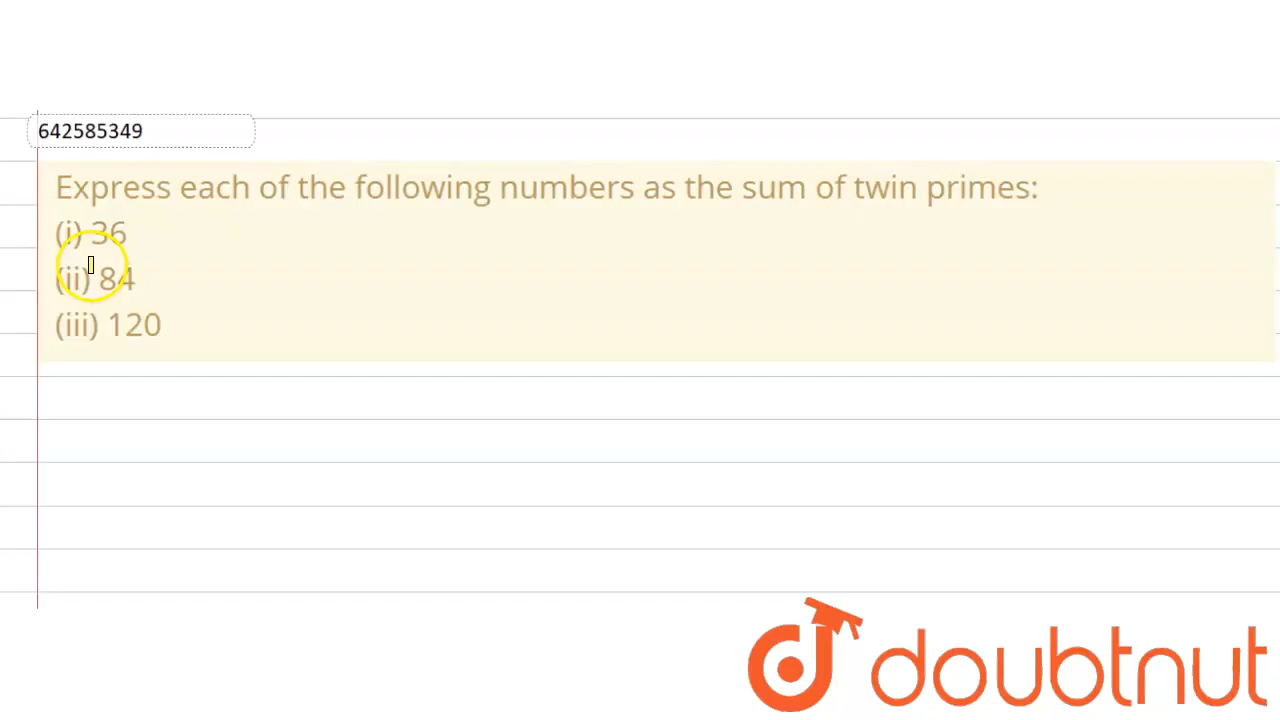 642585349
Express each of the following numbers as the sum of twin primes:
(i) 36
(ii) 84
(iii) 120
doubtnut